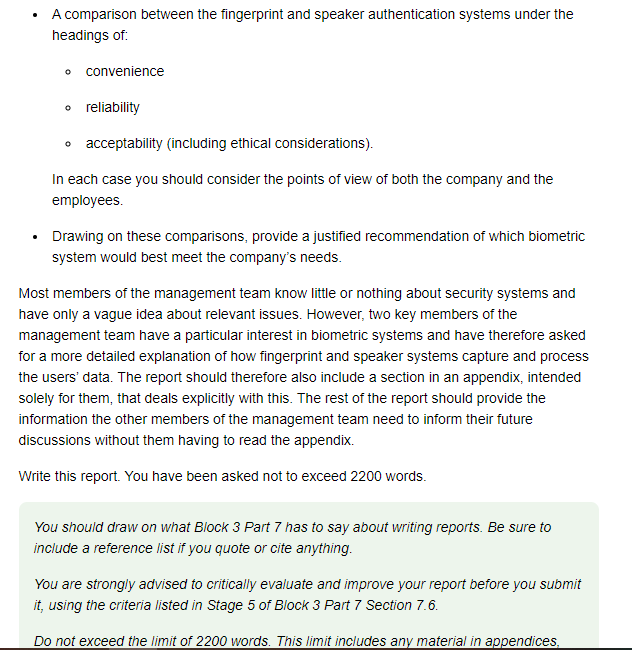 • A comparison between the fingerprint and speaker authentication systems under the
headings of:
◦ convenience
◦ reliability
◦ acceptability (including ethical considerations).
In each case you should consider the points of view of both the company and the
employees.
• Drawing on these comparisons, provide a justified recommendation of which biometric
system would best meet the company's needs.
Most members of the management team know little or nothing about security systems and
have only a vague idea about relevant issues. However, two key members of the
management team have a particular interest in biometric systems and have therefore asked
for a more detailed explanation of how fingerprint and speaker systems capture and process
the users' data. The report should therefore also include a section in an appendix, intended
solely for them, that deals explicitly with this. The rest of the report should provide the
information the other members of the management team need to inform their future
discussions without them having to read the appendix.
Write this report. You have been asked not to exceed 2200 words.
You should draw on what Block 3 Part 7 has to say about writing reports. Be sure to
include a reference list if you quote or cite anything.
You are strongly advised to critically evaluate and improve your report before you submit
it, using the criteria listed in Stage 5 of Block 3 Part 7 Section 7.6.
Do not exceed the limit of 2200 words. This limit includes any material in appendices,